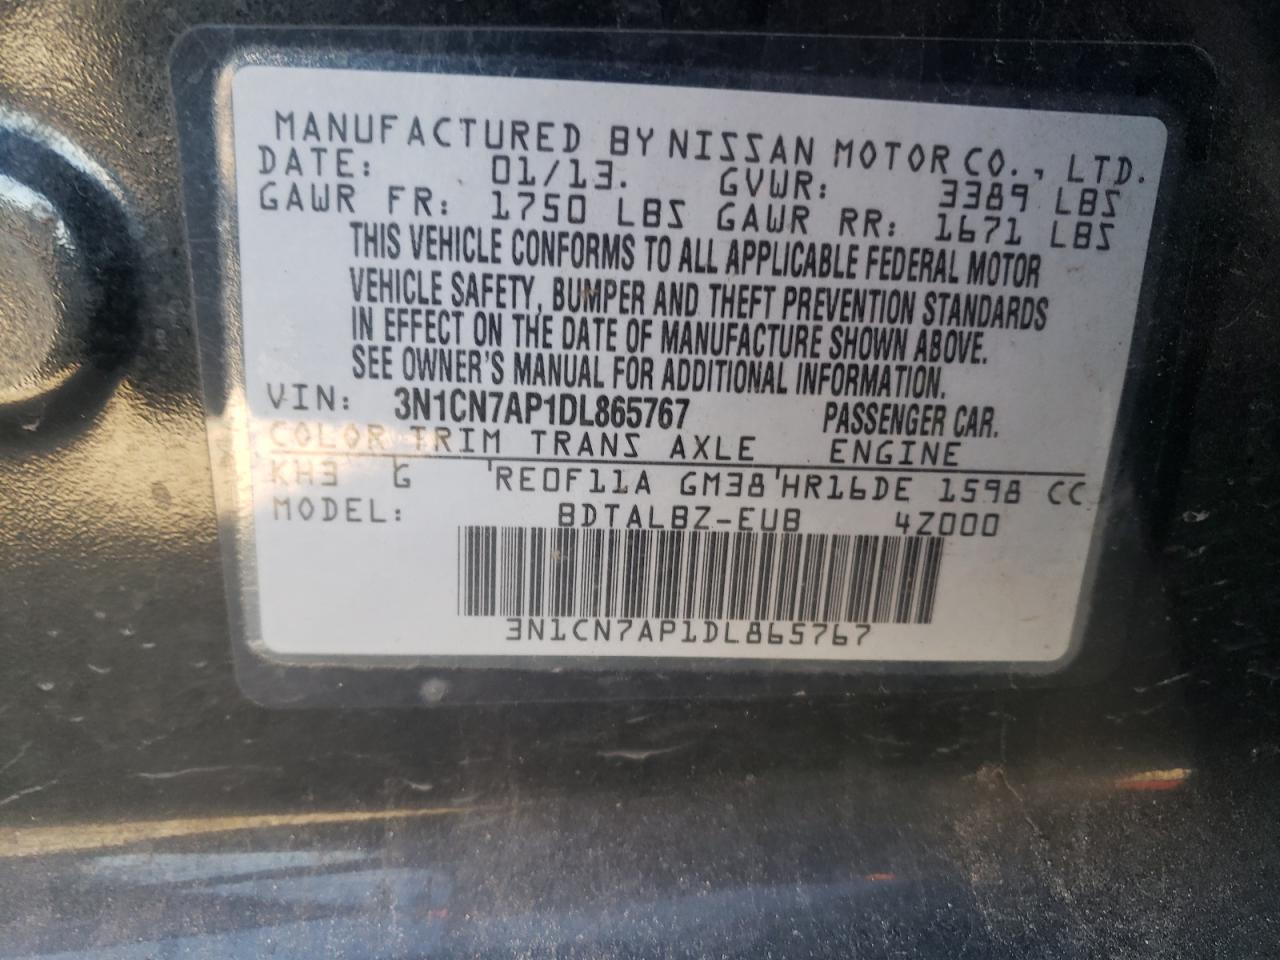 MANUFACTURED BY NISSAN MOTOR CO., LTD.
DATE: 01/13. GVWR: 3389 LBS
GAWR FR: 1750 LBS GAWR RR: 1671 LBS
THIS VEHICLE CONFORMS TO ALL APPLICABLE FEDERAL MOTOR
VEHICLE SAFETY, BUMPER AND THEFT PREVENTION STANDARDS
IN EFFECT ON THE DATE OF MANUFACTURE SHOWN ABOVE.
SEE OWNER'S MANUAL FOR ADDITIONAL INFORMATION.
VIN: 3N1CN7AP1DL865767 PASSENGER CAR.
COLOR TRIM TRANS AXLE ENGINE
KH3 G RE0F11A GM38 HR16DE 1598 CC
MODEL: BDTALBZ-EUB 4Z000
3N1CN7AP1DL865767